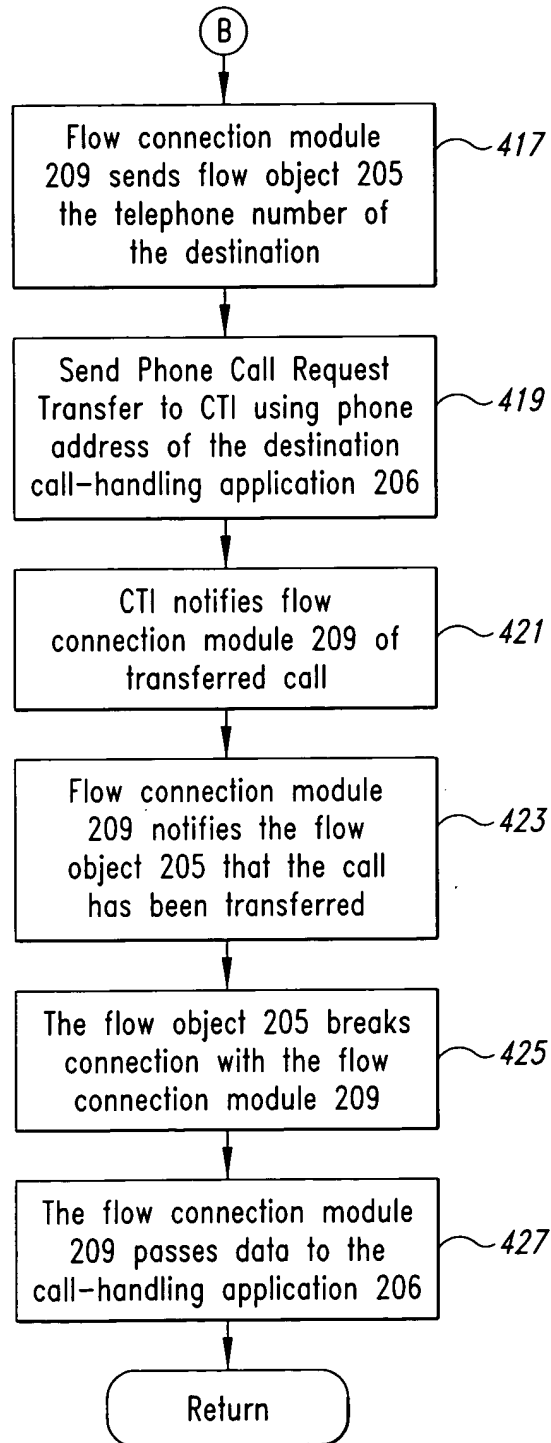 B
Flow connection module
209 sends flow object 205
the telephone number of
the destination
417
Send Phone Call Request
Transfer to CTI using phone
address of the destination
call-handling application 206
419
CTI notifies flow
connection module 209 of
transferred call
421
Flow connection module
209 notifies the flow
object 205 that the call
has been transferred
423
The flow object 205 breaks
connection with the flow
connection module 209
425
The flow connection module
209 passes data to the
call-handling application 206
427
Return